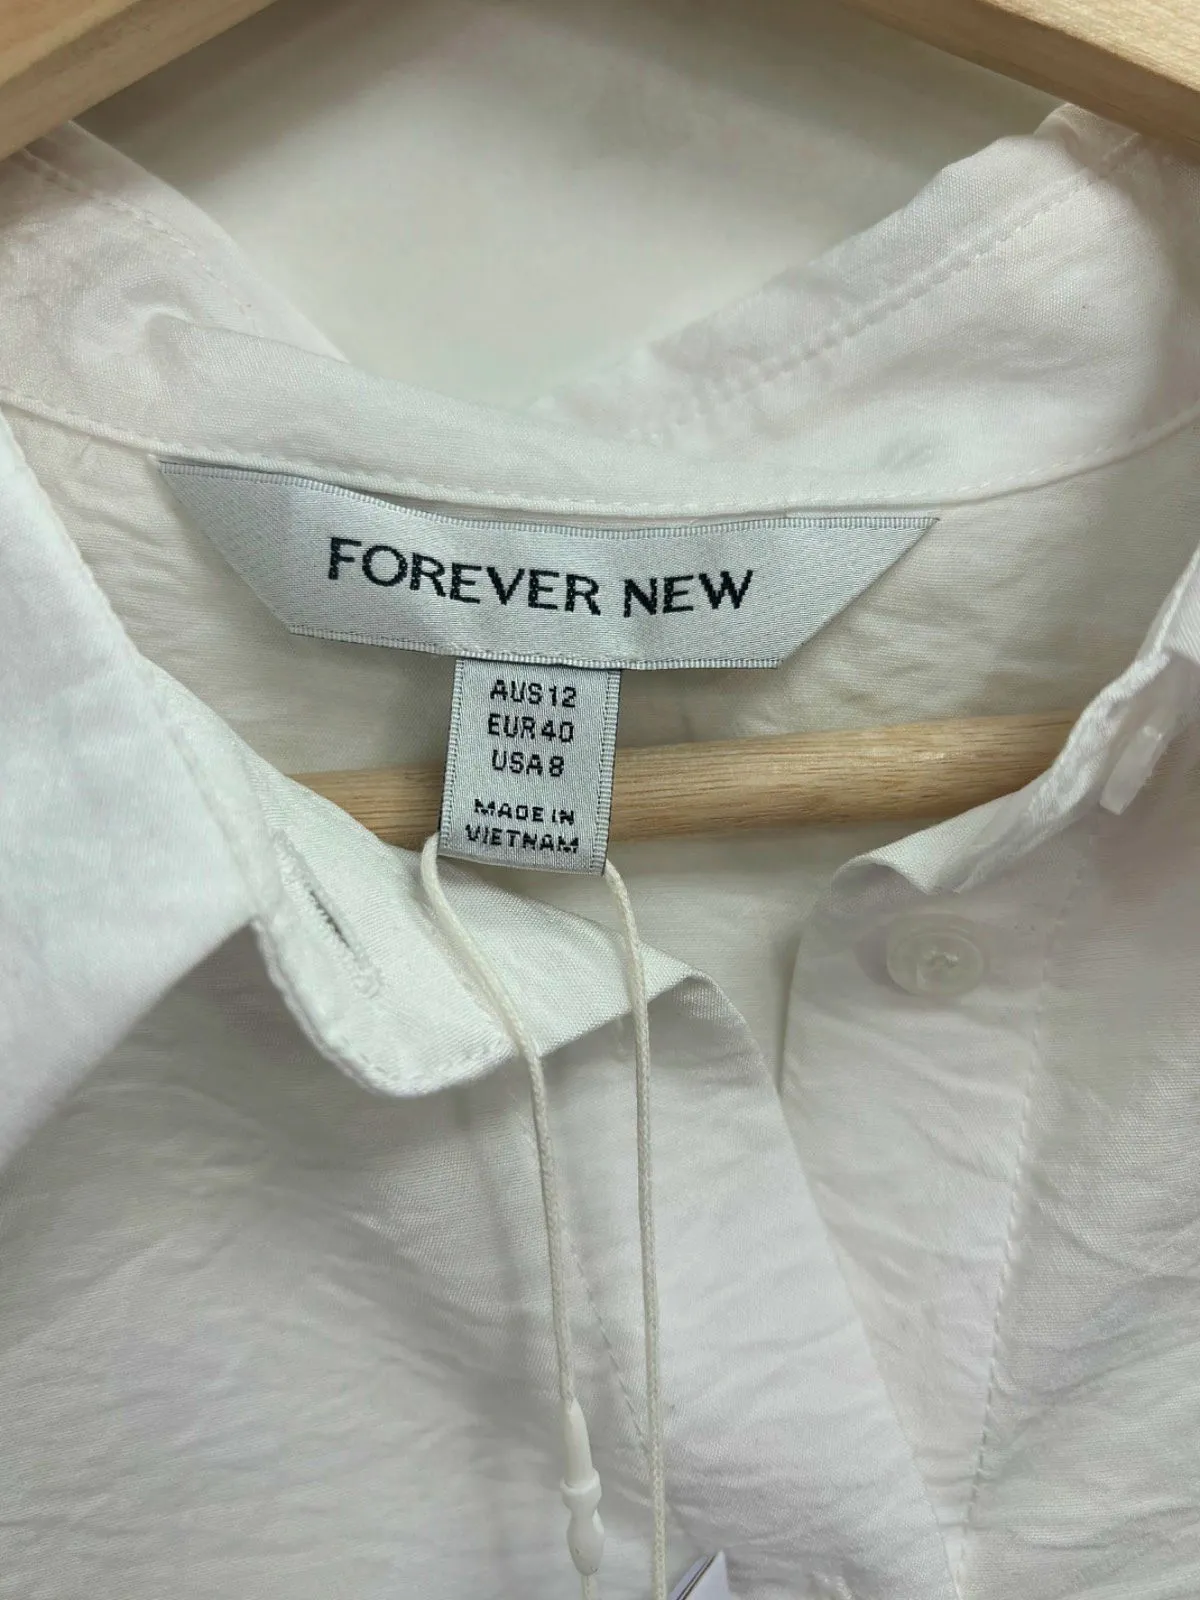 FOREVER NEW
AUS 12
EUR 40
USA 8
MADE IN
VIETNAM